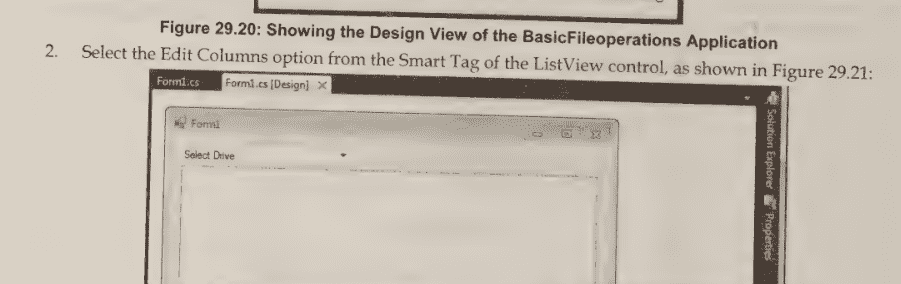 Figure 29.20: Showing the Design View of the BasicFileoperations Application
2. Select the Edit Columns option from the Smart Tag of the ListView control, as shown in Figure 29.21:
Form1.cs Form1.cs [Design] X
Form1
Select Drive
Solution Explorer Properties